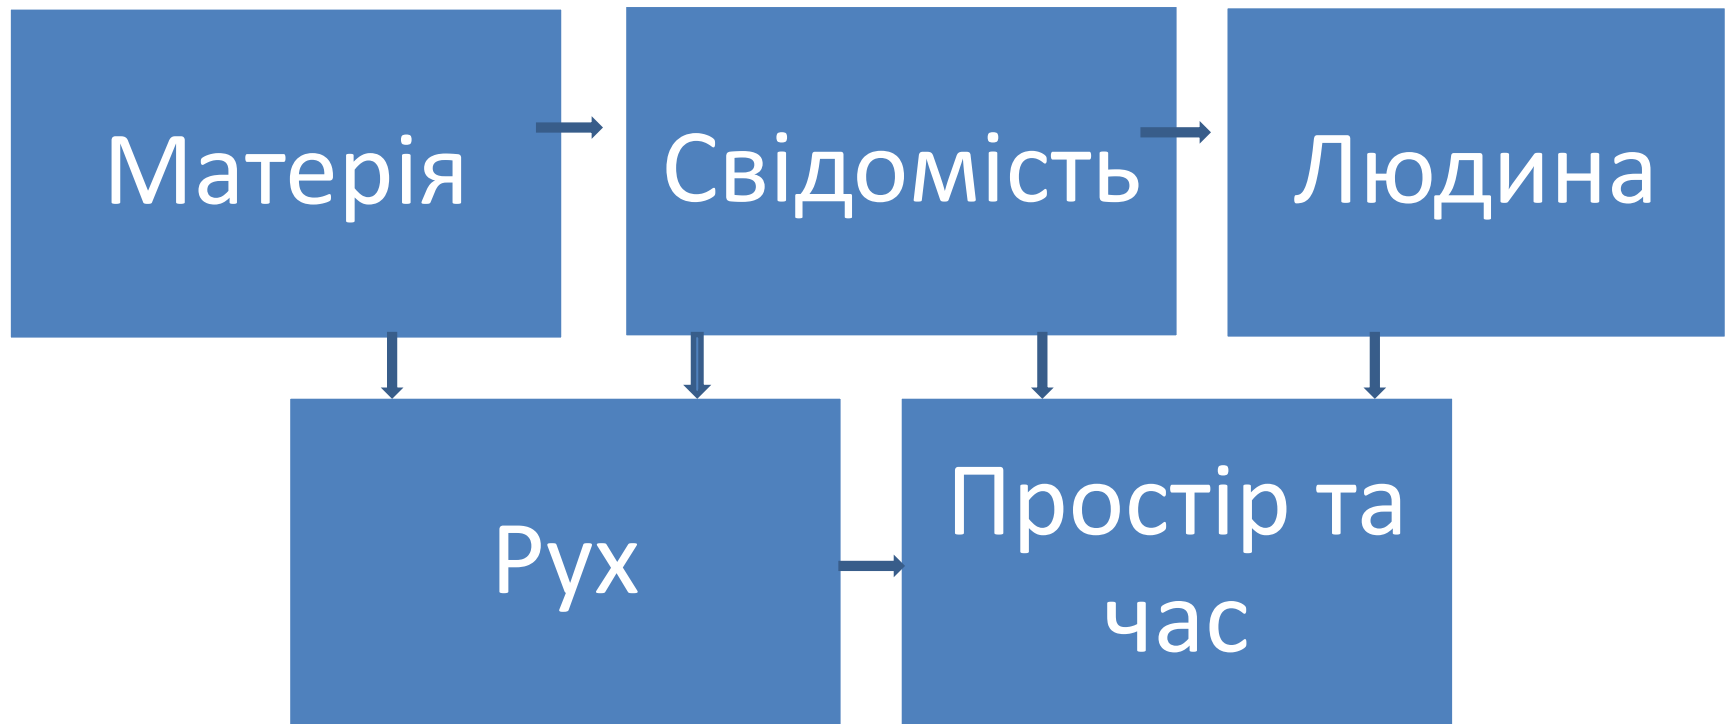 Матерія
Свідомість
Людина
Рух
Простір та
час